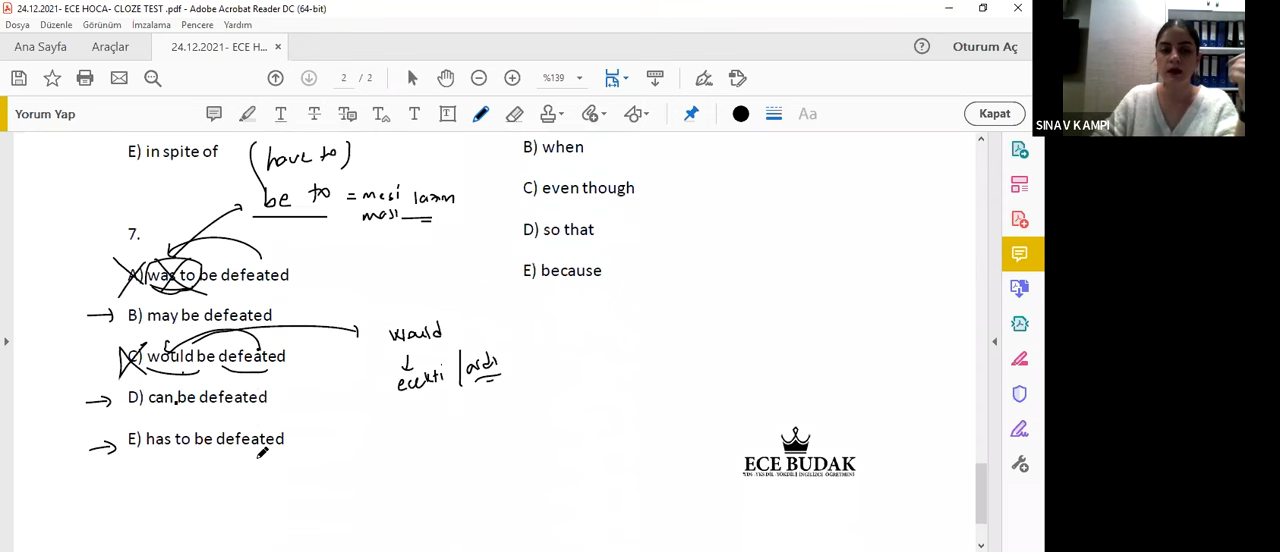 24.12.2021- ECE HOCA- CLOZE TEST .pdf - Adobe Acrobat Reader DC (64-bit)
Dosya Düzenle Görünüm İmzalama Pencere Yardım
Ana Sayfa Araçlar 24.12.2021- ECE H... × Oturum Aç
2 / 2 %139
Yorum Yap Kapat
SINAV KAMPI
E) in spite of
(have to)
be to = mesi lazım
ması
7.
A) was to be defeated
B) may be defeated
C) would be defeated
D) can be defeated
E) has to be defeated
would
ecekti | ardı
B) when
C) even though
D) so that
E) because
ECE BUDAK